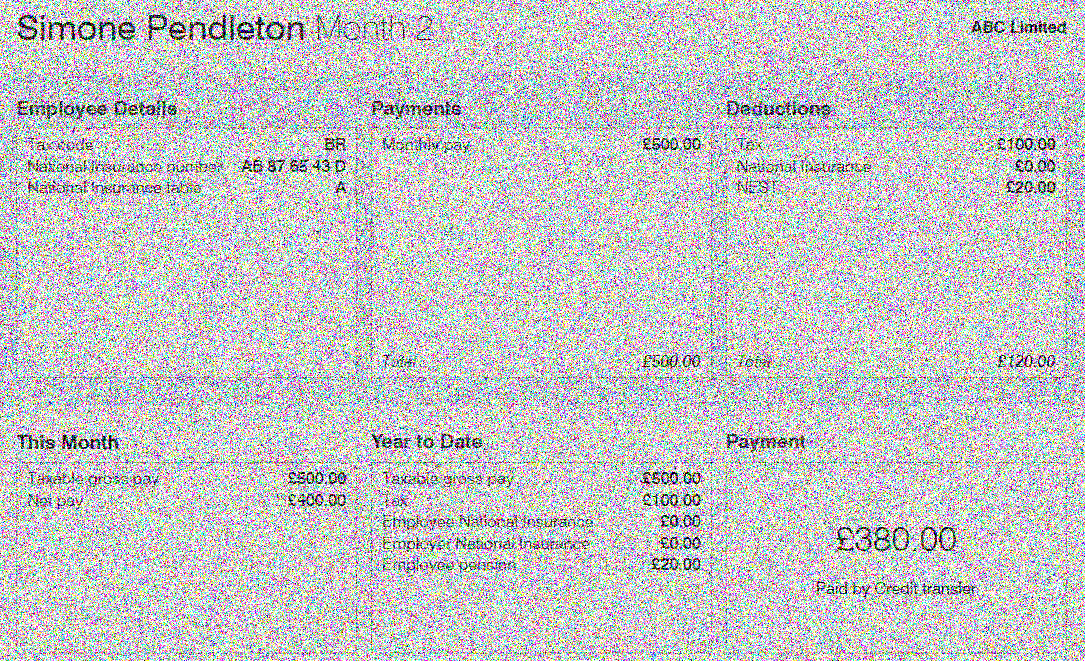 Simone Pendleton Month 2
ABC Limited
Employee Details
Tax code BR
National Insurance number AB 87 65 43 D
National Insurance table A
Payments
Monthly pay £500.00
Total £500.00
Deductions
Tax £100.00
National Insurance £0.00
NEST £20.00
Total £120.00
This Month
Taxable gross pay £500.00
Net pay £400.00
Year to Date
Taxable gross pay £500.00
Tax £100.00
Employee National Insurance £0.00
Employer National Insurance £0.00
Employee pension £20.00
Payment
£380.00
Paid by Credit transfer